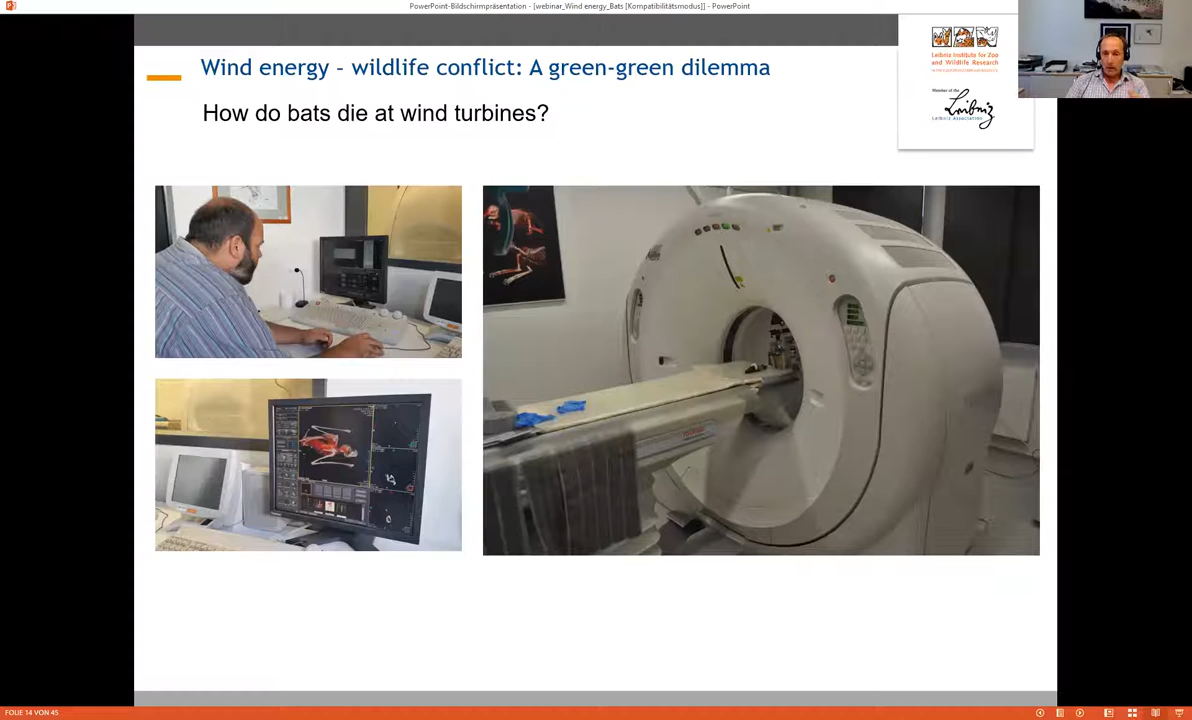 PowerPoint-Bildschirmpräsentation - [webinar_Wind energy_Bats [Kompatibilitätsmodus]] - PowerPoint
Wind energy - wildlife conflict: A green-green dilemma
How do bats die at wind turbines?
Leibniz Institute for Zoo
and Wildlife Research
Member of the
Leibniz
Leibniz Association
FOLIE 14 VON 45